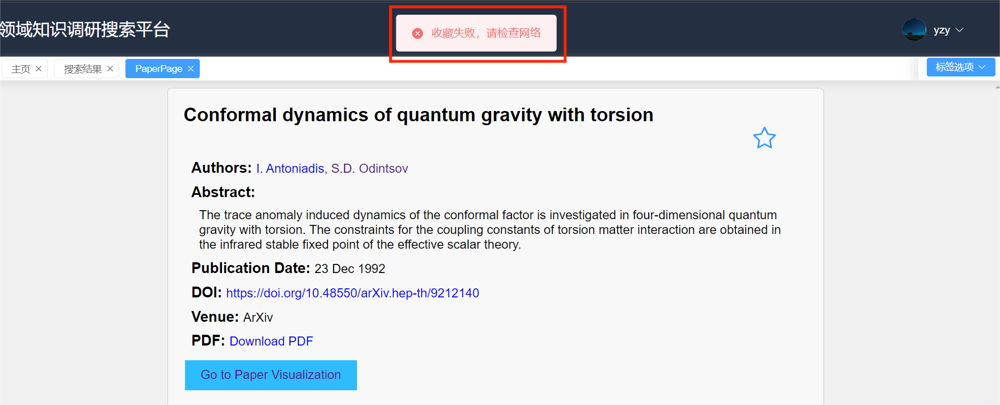 领域知识调研搜索平台
收藏失败，请检查网络
yzy
主页
搜索结果
PaperPage
标签选项
Conformal dynamics of quantum gravity with torsion
Authors: I. Antoniadis, S.D. Odintsov
Abstract:
The trace anomaly induced dynamics of the conformal factor is investigated in four-dimensional quantum
gravity with torsion. The constraints for the coupling constants of torsion matter interaction are obtained in
the infrared stable fixed point of the effective scalar theory.
Publication Date: 23 Dec 1992
DOI: https://doi.org/10.48550/arXiv.hep-th/9212140
Venue: ArXiv
PDF: Download PDF
Go to Paper Visualization